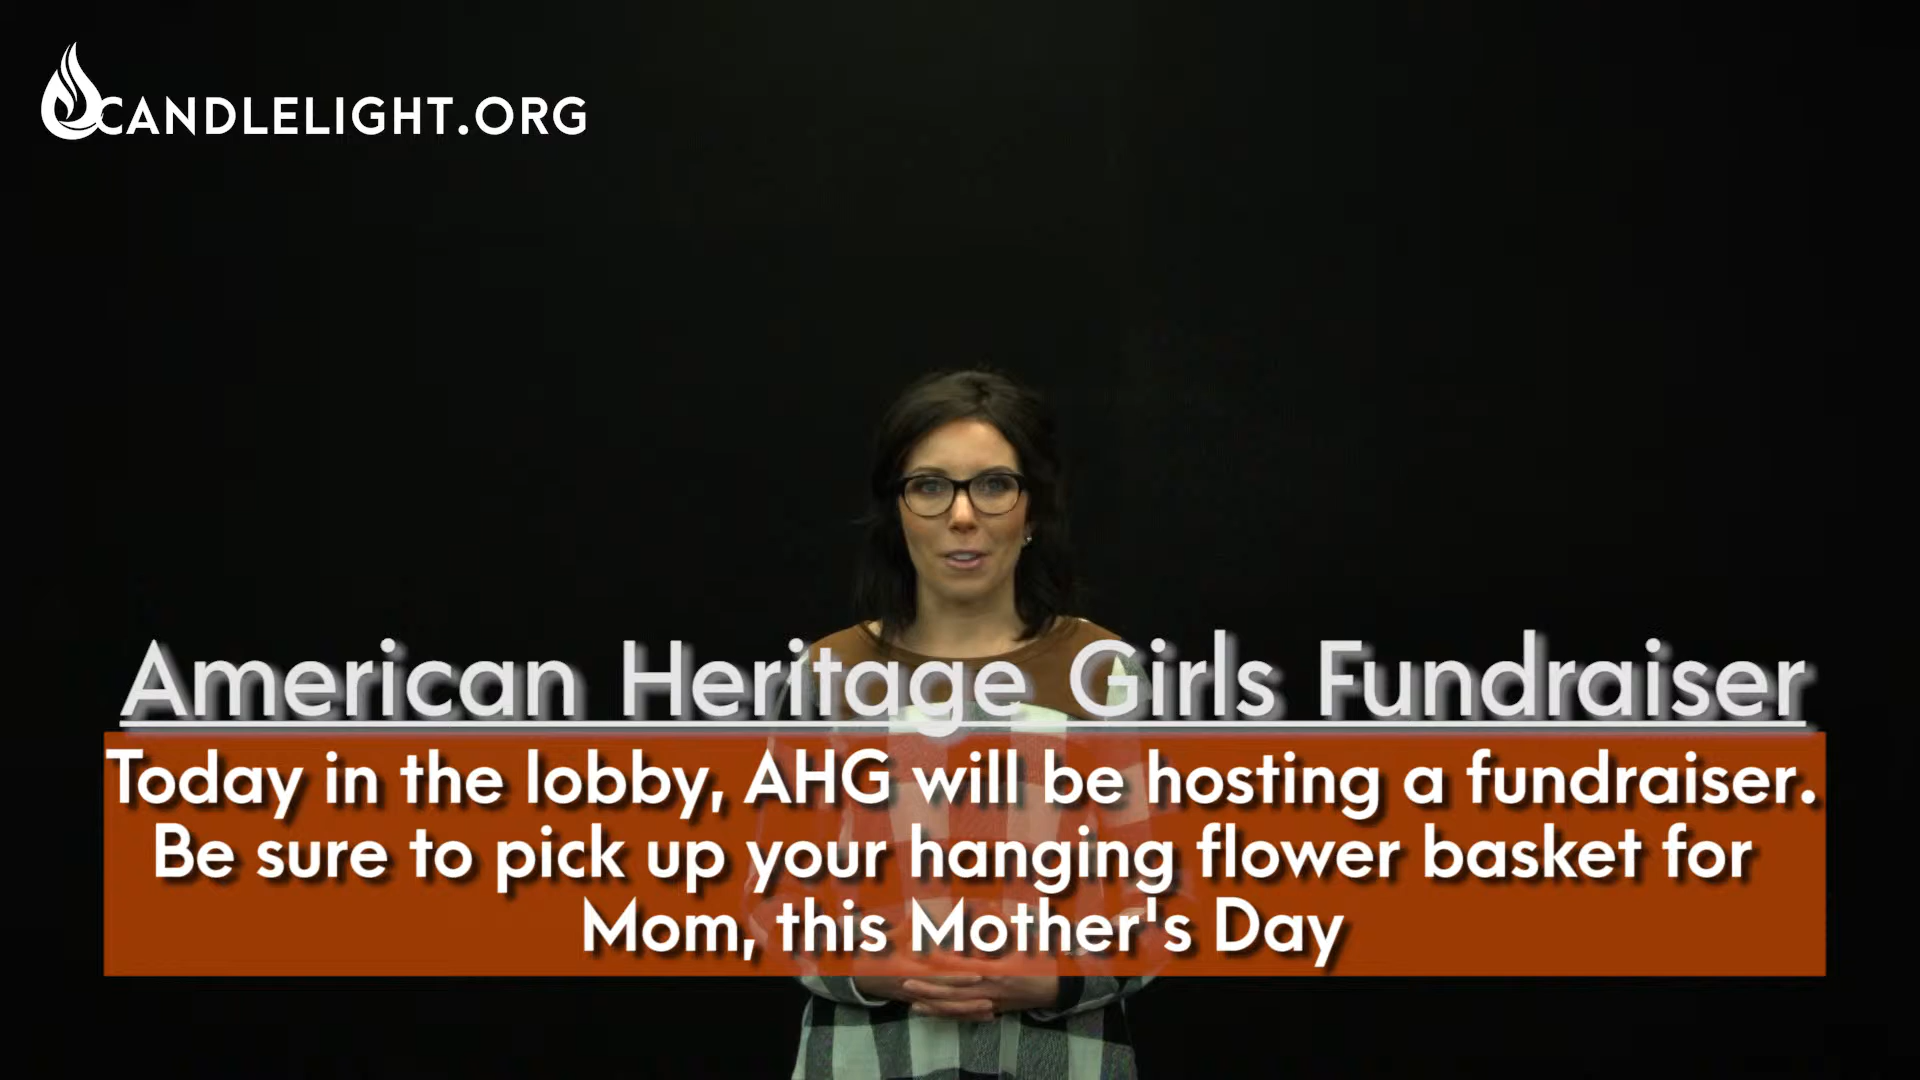 CANDLELIGHT.ORG
American Heritage Girls Fundraiser
Today in the lobby, AHG will be hosting a fundraiser.
Be sure to pick up your hanging flower basket for
Mom, this Mother's Day